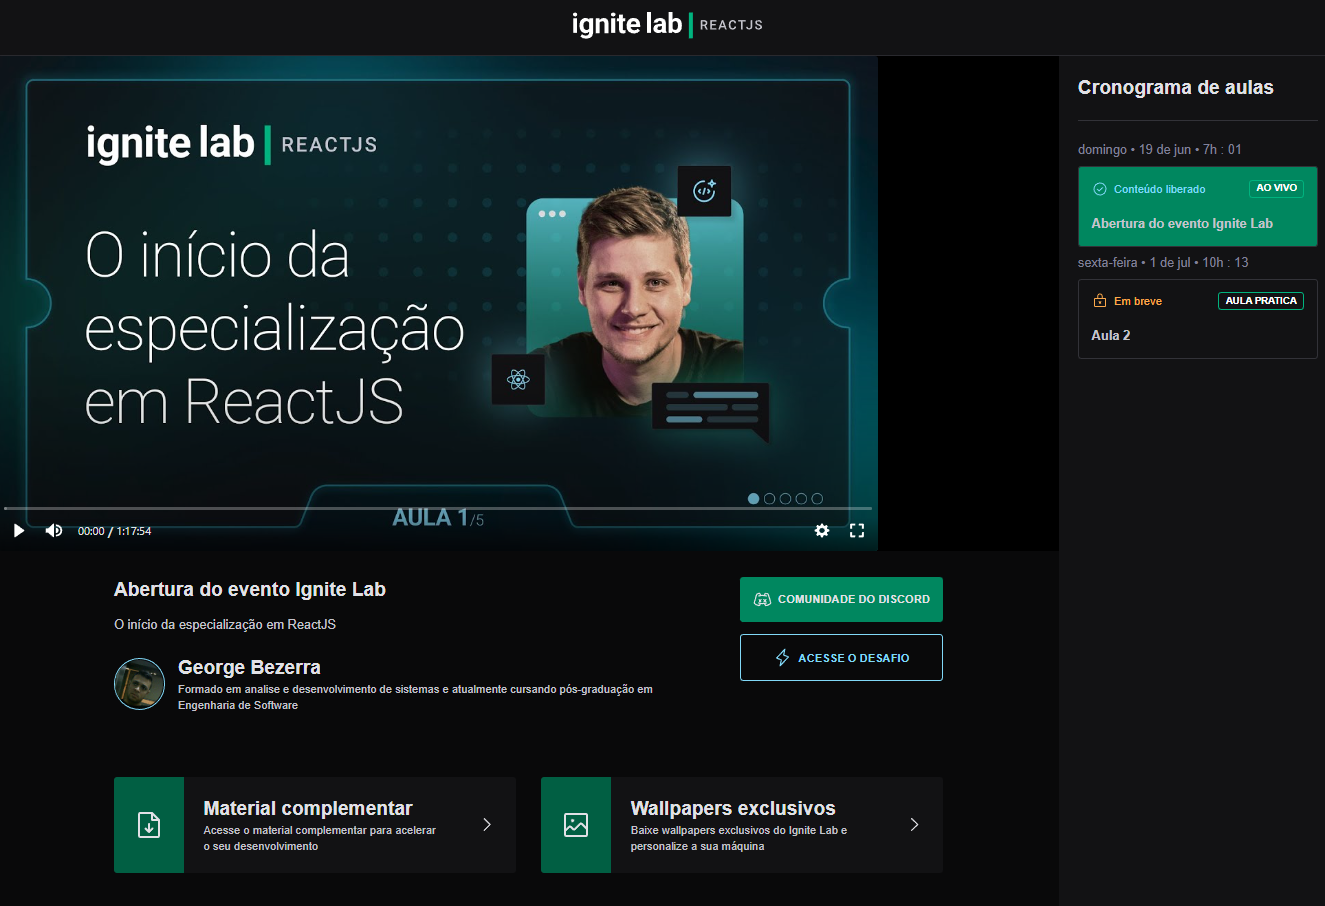 ignite lab | REACTJS
ignite lab | REACTJS
O início da
especialização
em ReactJS
AULA 1/5
00:00 / 1:17:54
Cronograma de aulas
domingo • 19 de jun • 7h : 01
Conteúdo liberado
AO VIVO
Abertura do evento Ignite Lab
sexta-feira • 1 de jul • 10h : 13
Em breve
AULA PRATICA
Aula 2
Abertura do evento Ignite Lab
O início da especialização em ReactJS
George Bezerra
Formado em analise e desenvolvimento de sistemas e atualmente cursando pós-graduação em
Engenharia de Software
COMUNIDADE DO DISCORD
ACESSE O DESAFIO
Material complementar
Acesse o material complementar para acelerar
o seu desenvolvimento
Wallpapers exclusivos
Baixe wallpapers exclusivos do Ignite Lab e
personalize a sua máquina